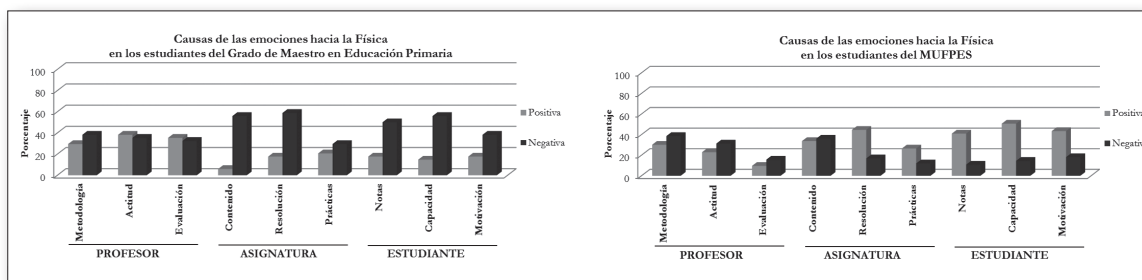 Causas de las emociones hacia la Física
en los estudiantes del Grado de Maestro en Educación Primaria
Porcentaje
100
80
60
40
20
0
Positiva
Negativa
Metodología
Actitud
Evaluación
Contenido
Resolución
Prácticas
Notas
Capacidad
Motivación
PROFESOR
ASIGNATURA
ESTUDIANTE
Causas de las emociones hacia la Física
en los estudiantes del MUFPES
Porcentaje
100
80
60
40
20
0
Positiva
Negativa
Metodología
Actitud
Evaluación
Contenido
Resolución
Prácticas
Notas
Capacidad
Motivación
PROFESOR
ASIGNATURA
ESTUDIANTE